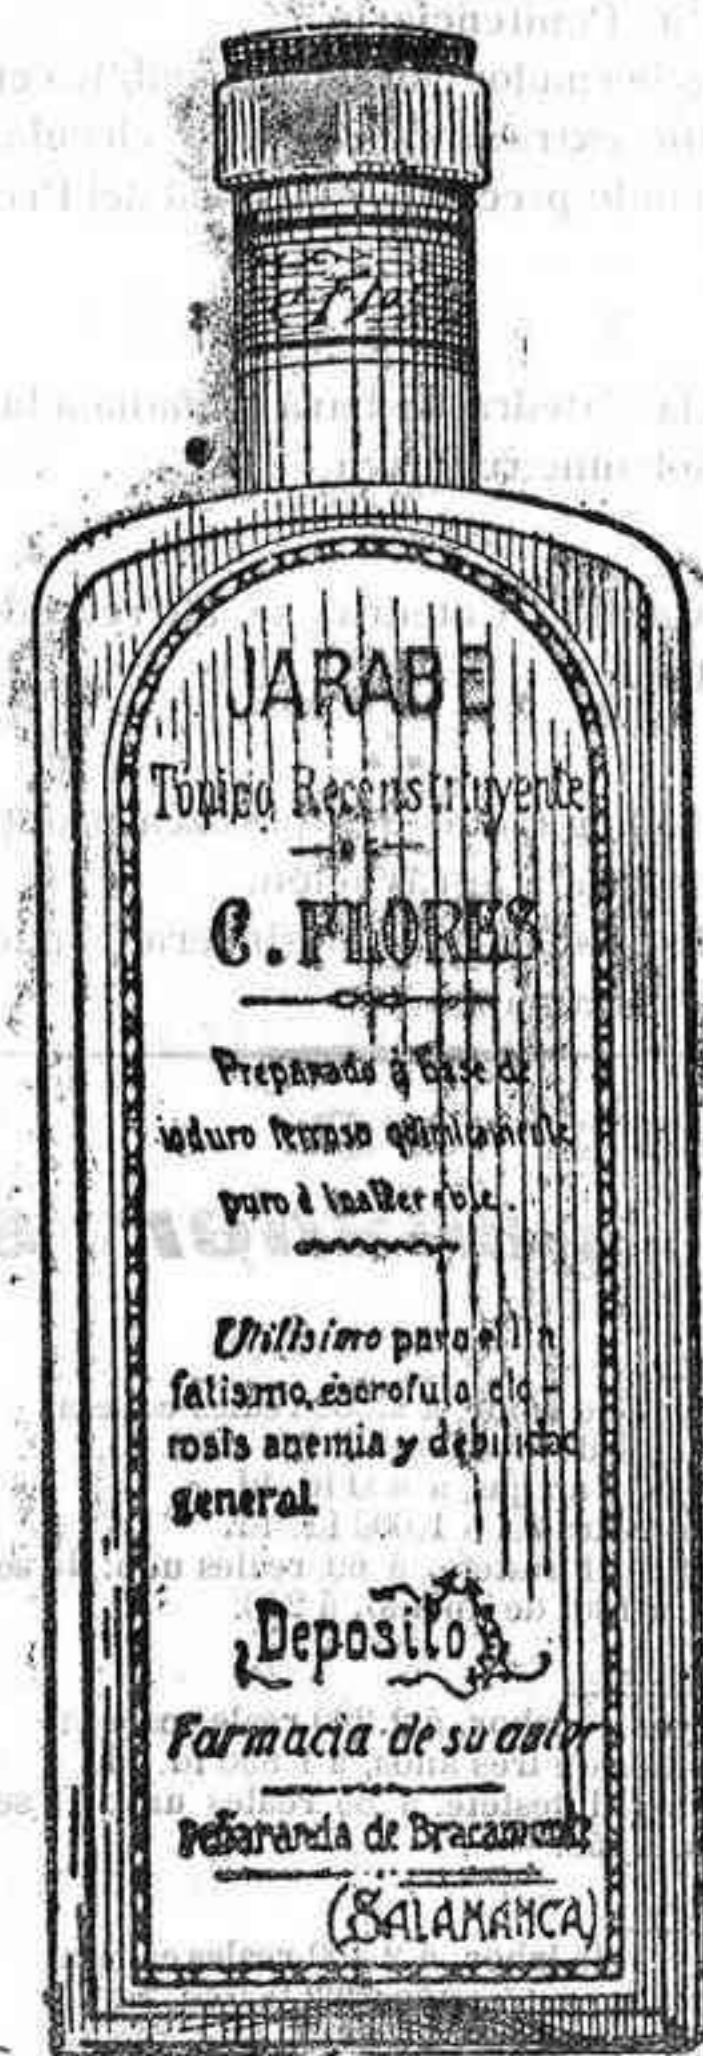 JARABE
Tónico Reconstituyente
DE
C. FLORES
Preparado á base de
ioduro ferroso químicamente
puro é inalterable.
Utilísimo para el lin
fatismo, escrofula clo-
rosis anemia y debilidad
general.
Deposito
Farmacia de su autor
Peñaranda de Bracamonte
(SALAMANCA)